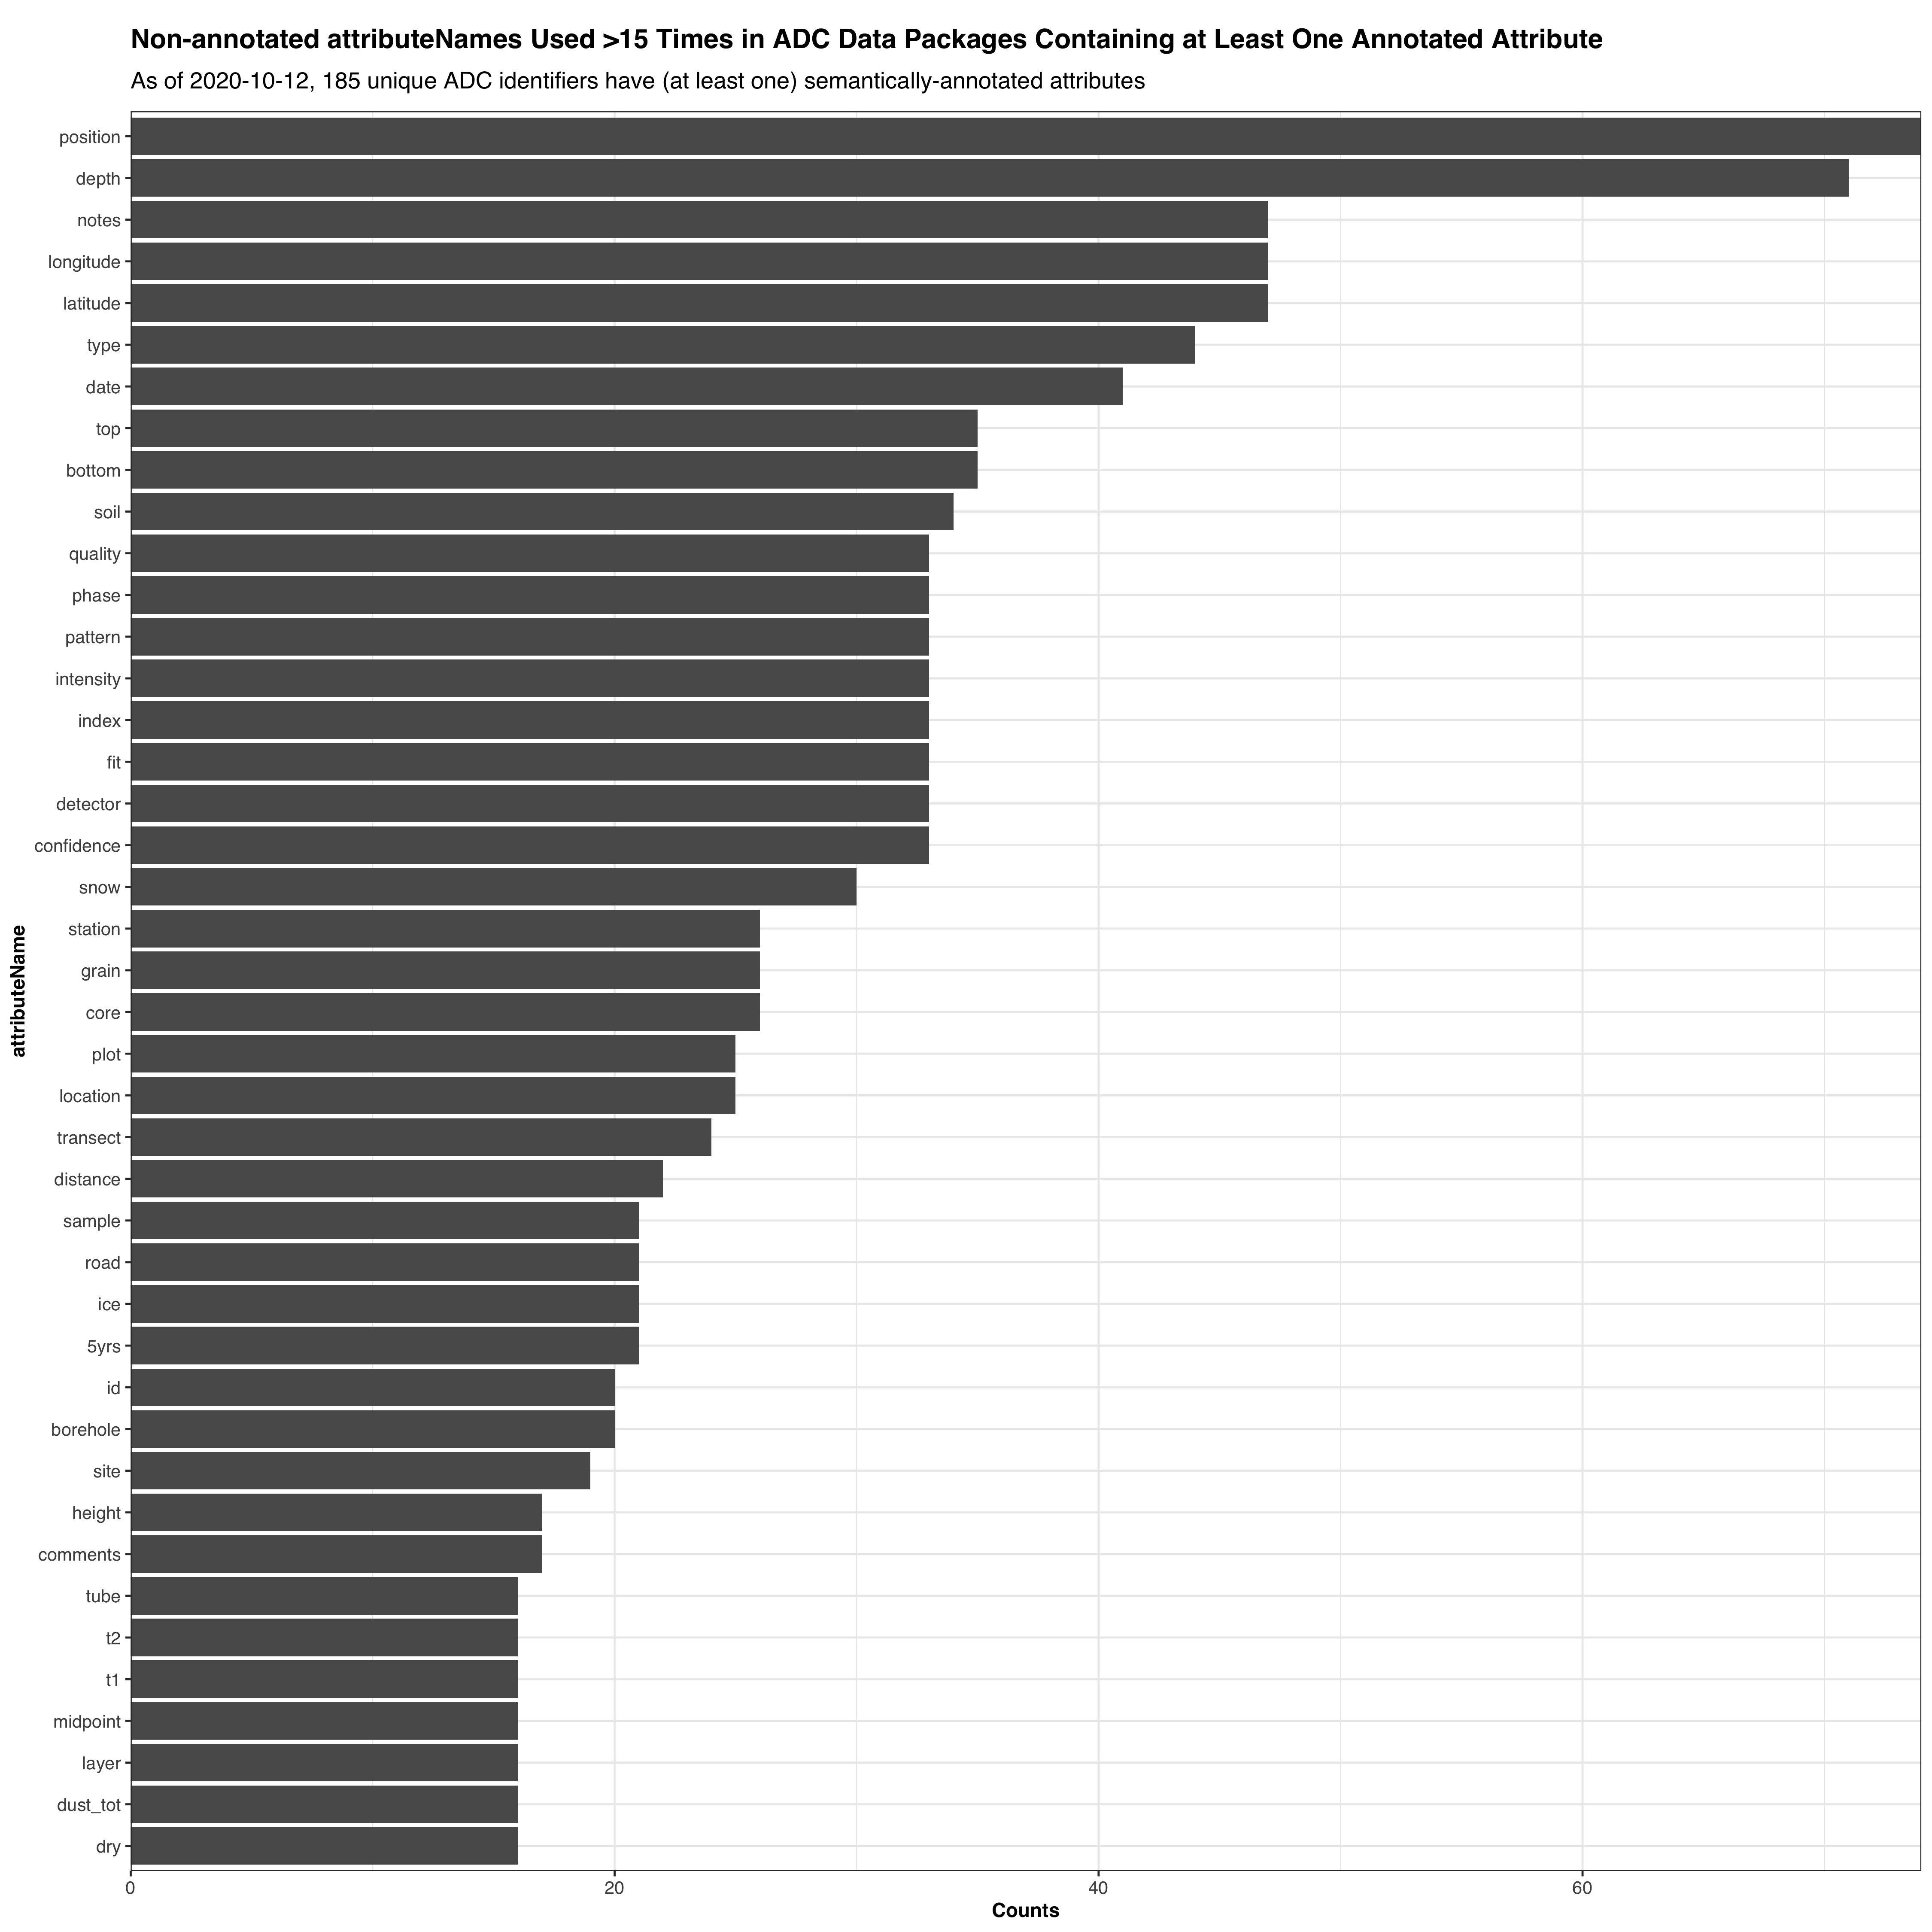 Non-annotated attributeNames Used >15 Times in ADC Data Packages Containing at Least One Annotated Attribute
As of 2020-10-12, 185 unique ADC identifiers have (at least one) semantically-annotated attributes
position
depth
notes
longitude
latitude
type
date
top
bottom
soil
quality
phase
pattern
intensity
index
fit
detector
confidence
snow
station
grain
core
plot
location
transect
distance
sample
road
ice
5yrs
id
borehole
site
height
comments
tube
t2
t1
midpoint
layer
dust_tot
dry
attributeName
0 20 40 60
Counts